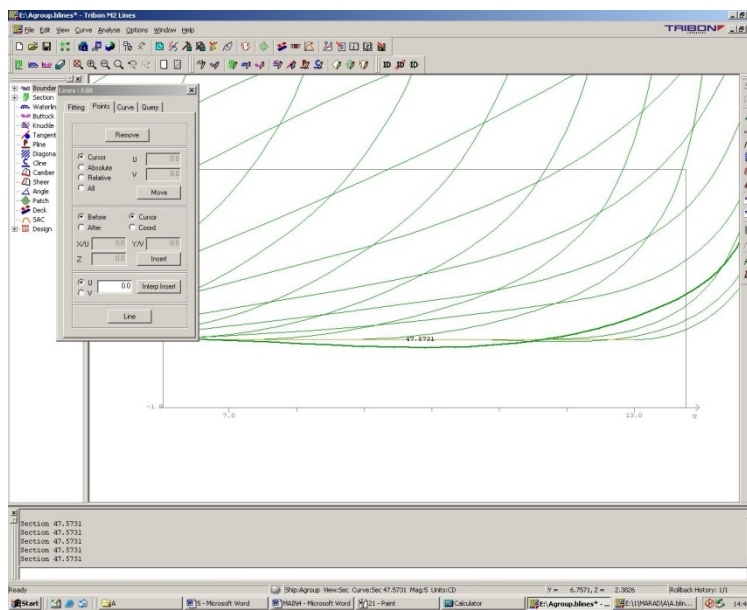 E:\Agroup.blines* - Tribon M2 Lines
File Edit View Curve Analyse Options Window Help
TRIBON
1D
Boundar
Section
Waterlin
Buttock
Knuckle
Tangent
Pline
Diagona
Cline
Camber
Sheer
Angle
Patch
Deck
SAC
Design
Lines : Edit
Fitting Points Curve Query
Remove
Cursor U 0.0
Absolute
Relative V 0.0
All Move
Before Cursor
After Coord
X/U 0.0 Y/V 0.0
Z 0.0 Insert
U 0.0 Interp Insert
V
Line
47.5731
-1.0
7.0
13.0
Section 47.5731
Section 47.5731
Section 47.5731
Section 47.5731
Section 47.5731
Ready
Ship:Agroup View:Sec Curve:Sec 47.5731 Mag:5 Units:CD
Y = 6.7571, Z = 2.3826
Rollback History: 1/1
Start
A
5 - Microsoft Word
21 - Paint
Calculator
E:\Agroup.blines* - ...